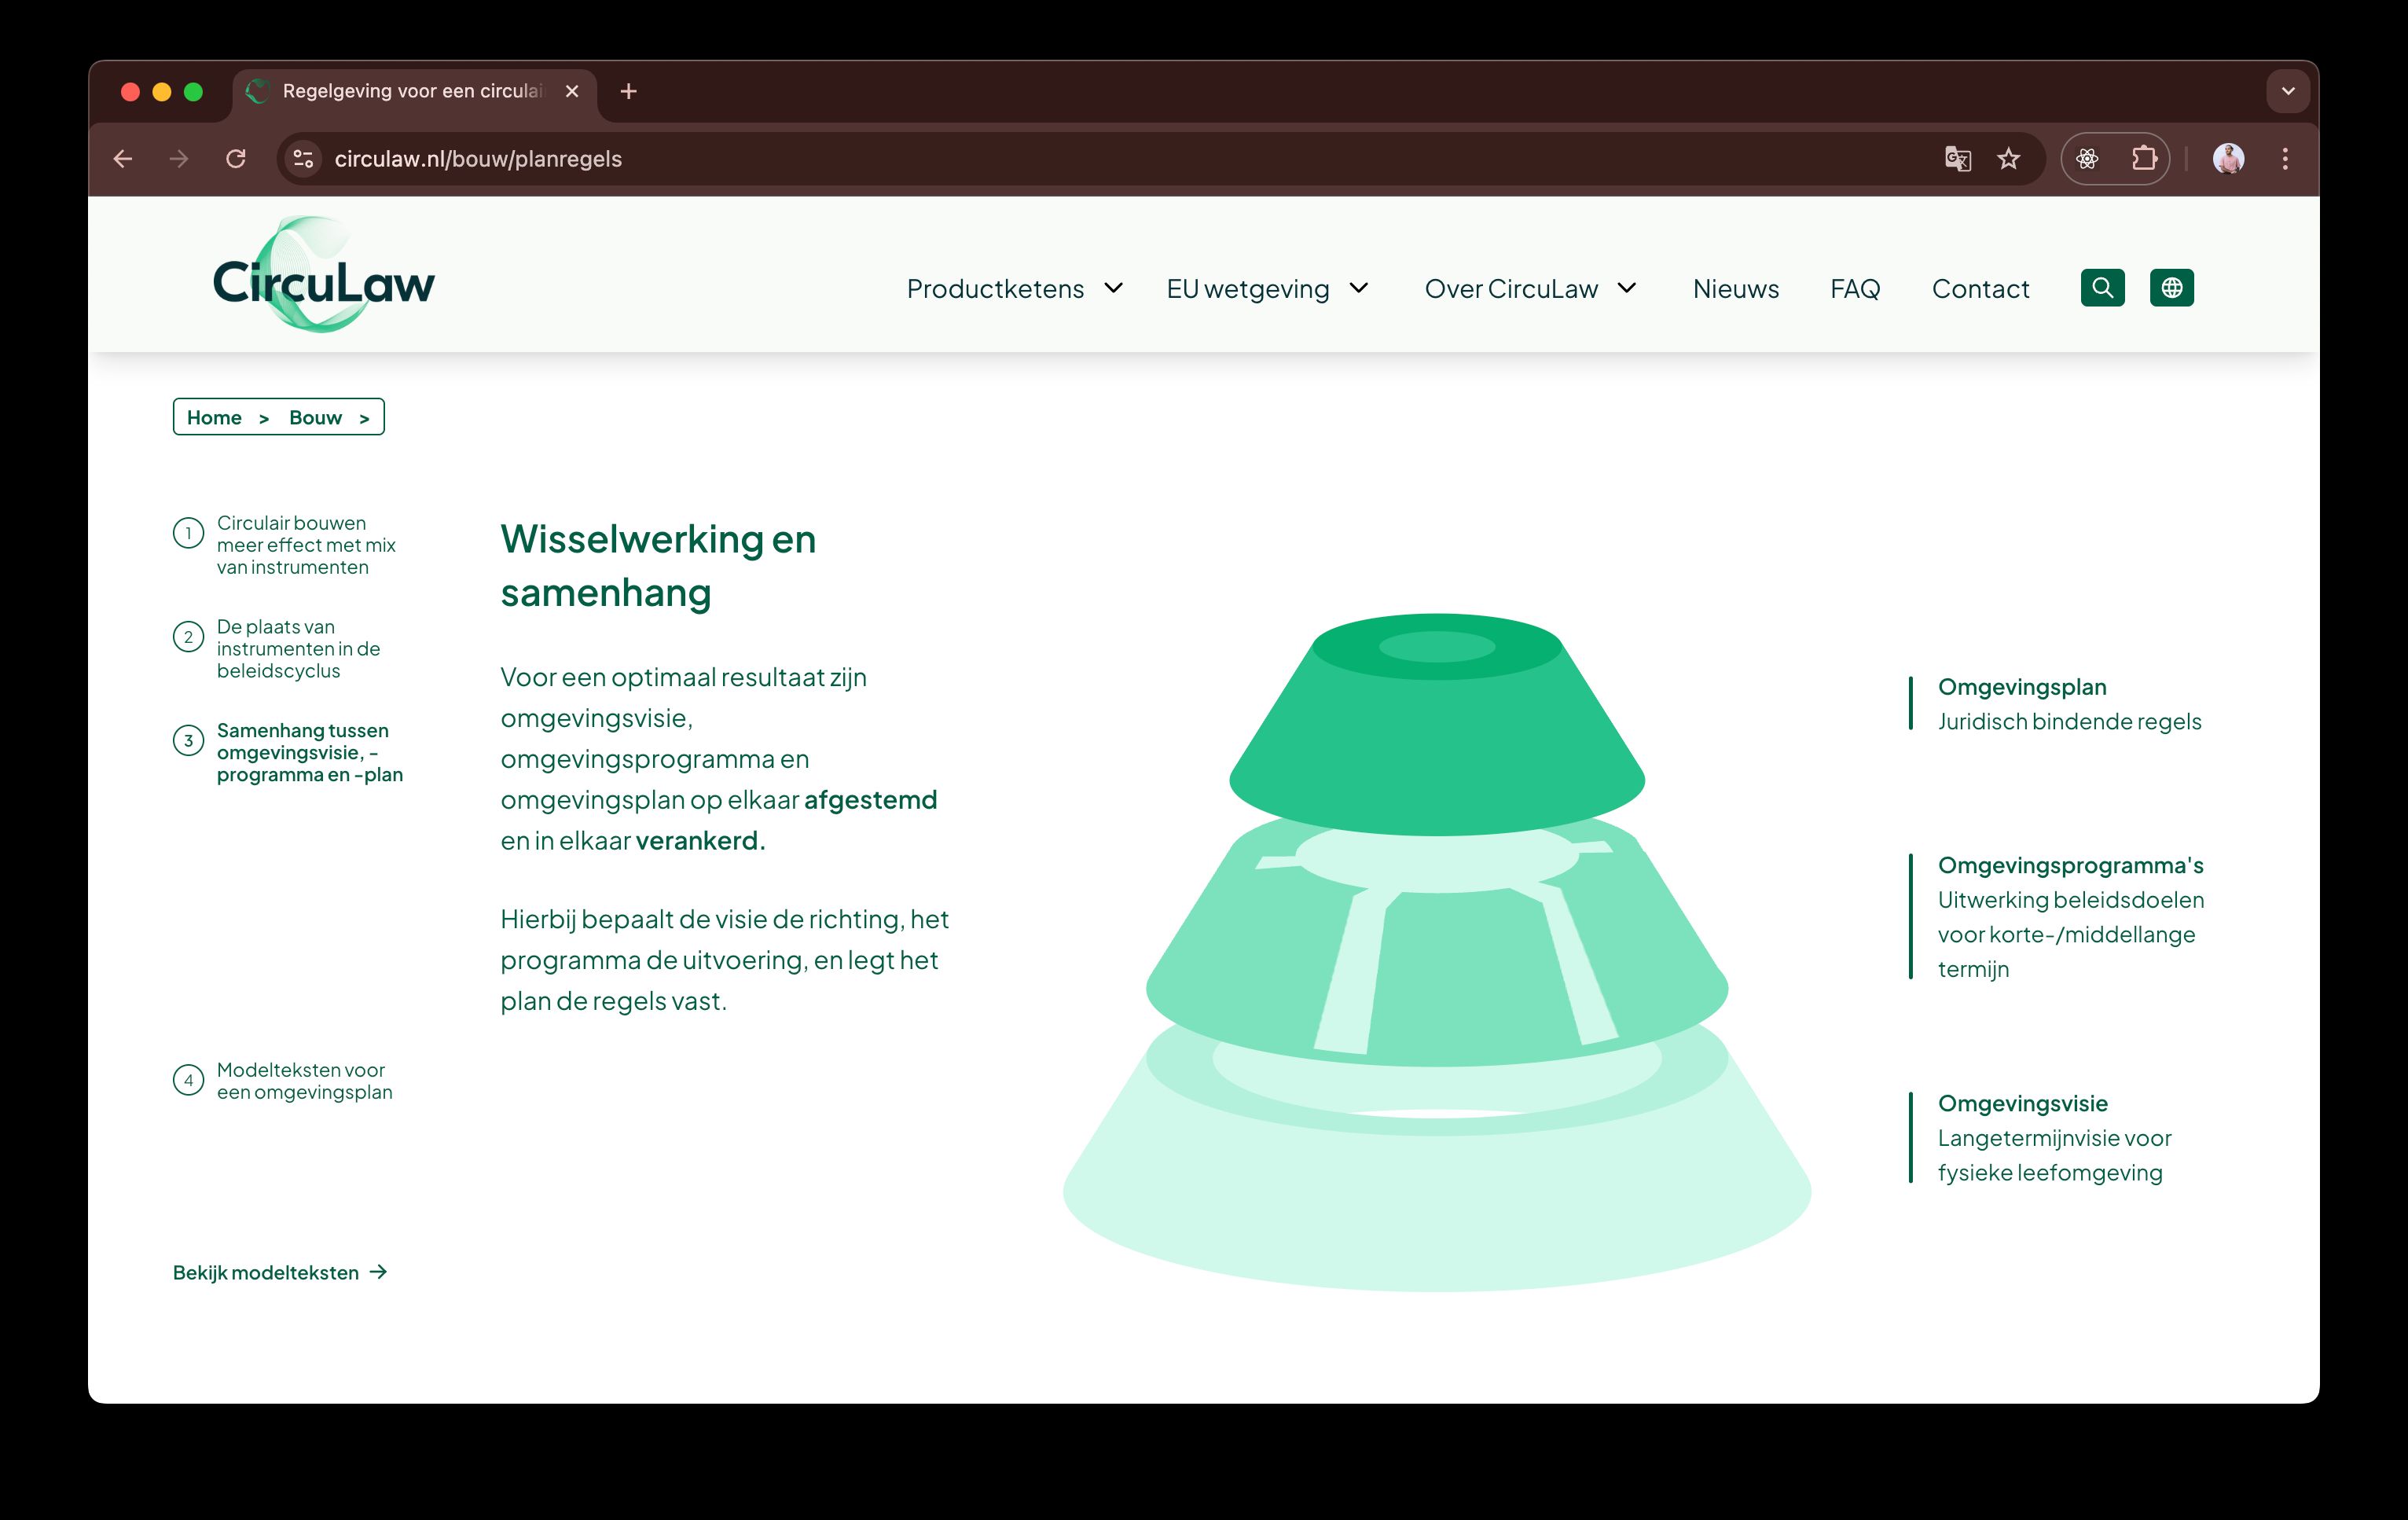 Regelgeving voor een circulai
circulaw.nl/bouw/planregels
CircuLaw
Productketens
EU wetgeving
Over CircuLaw
Nieuws
FAQ
Contact
Home > Bouw >
1
Circulair bouwen
meer effect met mix
van instrumenten
2
De plaats van
instrumenten in de
beleidscyclus
3
Samenhang tussen
omgevingsvisie, -
programma en -plan
4
Modelteksten voor
een omgevingsplan
Bekijk modelteksten →
Wisselwerking en
samenhang
Voor een optimaal resultaat zijn
omgevingsvisie,
omgevingsprogramma en
omgevingsplan op elkaar afgestemd
en in elkaar verankerd.
Hierbij bepaalt de visie de richting, het
programma de uitvoering, en legt het
plan de regels vast.
Omgevingsplan
Juridisch bindende regels
Omgevingsprogramma's
Uitwerking beleidsdoelen
voor korte-/middellange
termijn
Omgevingsvisie
Langetermijnvisie voor
fysieke leefomgeving